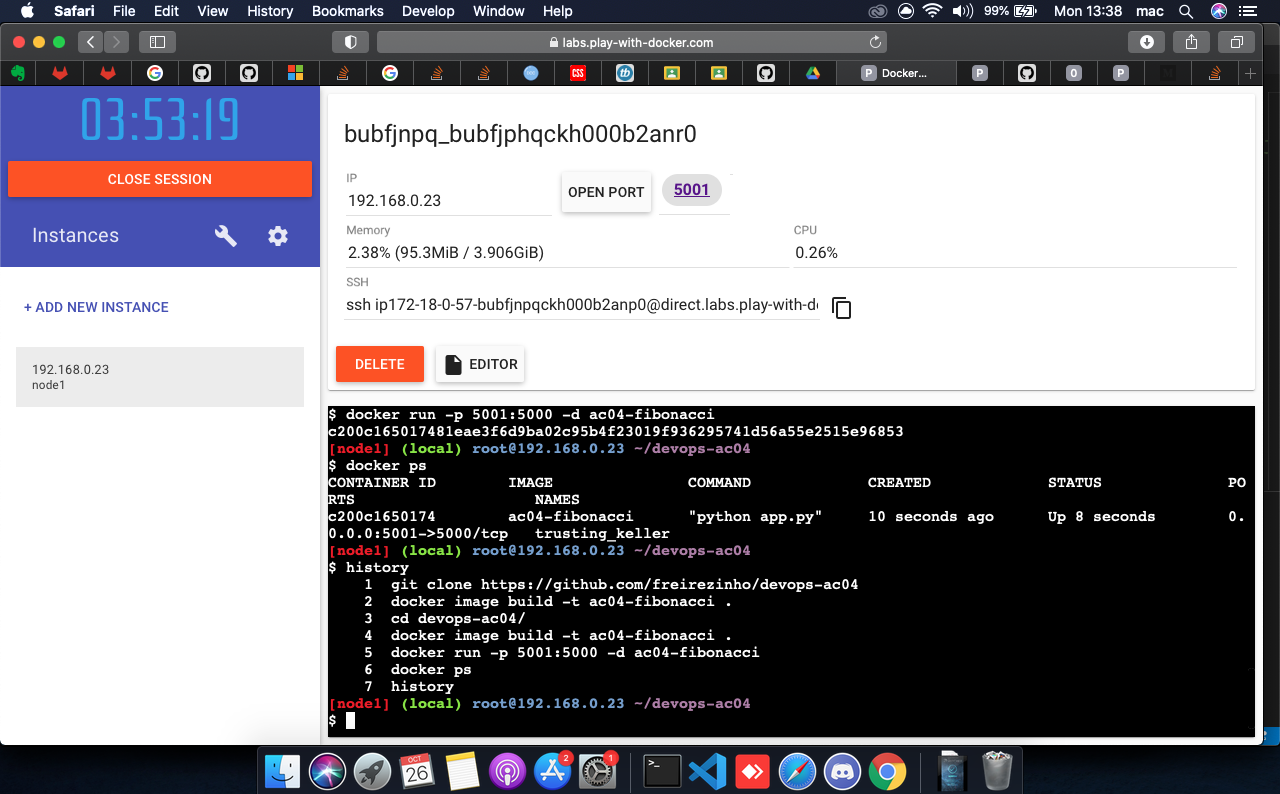 Safari File Edit View History Bookmarks Develop Window Help 99% Mon 13:38 mac
labs.play-with-docker.com
CSS tb P Docker... P O P
03:53:19
CLOSE SESSION
Instances
+ ADD NEW INSTANCE
192.168.0.23
node1
bubfjnpq_bubfjphqckh000b2anr0
IP
192.168.0.23
OPEN PORT
5001
Memory
2.38% (95.3MiB / 3.906GiB)
CPU
0.26%
SSH
ssh ip172-18-0-57-bubfjnpqckh000b2anp0@direct.labs.play-with-d
DELETE
EDITOR
$ docker run -p 5001:5000 -d ac04-fibonacci
c200c165017481eae3f6d9ba02c95b4f23019f936295741d56a55e2515e96853
[node1] (local) root@192.168.0.23 ~/devops-ac04
$ docker ps
CONTAINER ID IMAGE COMMAND CREATED STATUS PO
RTS NAMES
c200c1650174 ac04-fibonacci "python app.py" 10 seconds ago Up 8 seconds 0.
0.0.0:5001->5000/tcp trusting_keller
[node1] (local) root@192.168.0.23 ~/devops-ac04
$ history
1 git clone https://github.com/freirezinho/devops-ac04
2 docker image build -t ac04-fibonacci .
3 cd devops-ac04/
4 docker image build -t ac04-fibonacci .
5 docker run -p 5001:5000 -d ac04-fibonacci
6 docker ps
7 history
[node1] (local) root@192.168.0.23 ~/devops-ac04
$
OCT
26
2
1
>_